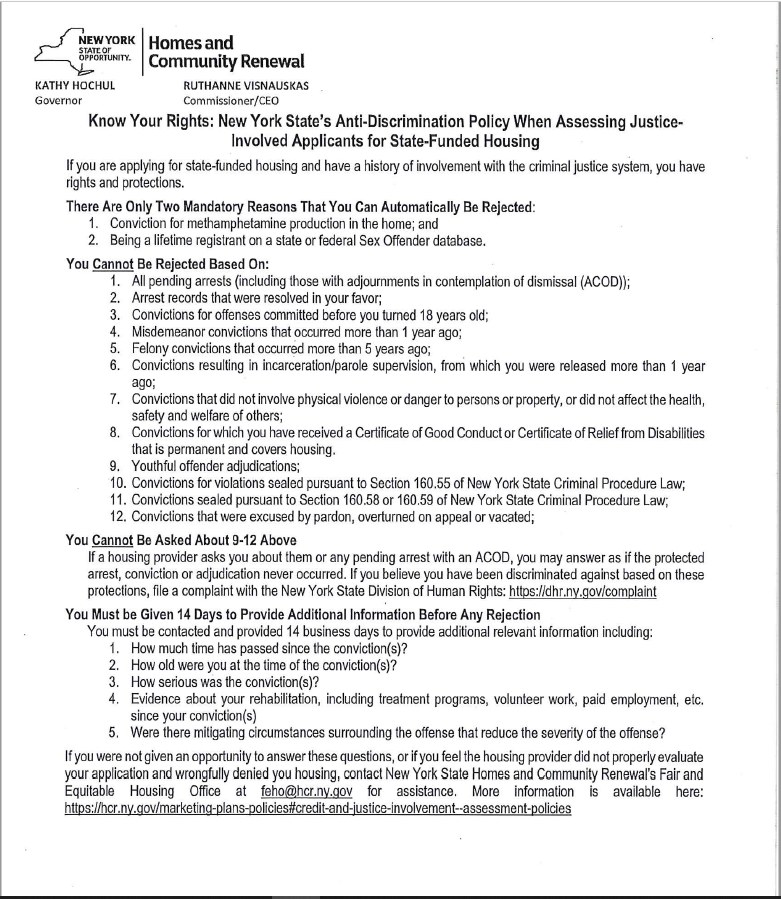 NEW YORK
STATE OF
OPPORTUNITY.
Homes and
Community Renewal
KATHY HOCHUL
Governor
RUTHANNE VISNAUSKAS
Commissioner/CEO
Know Your Rights: New York State's Anti-Discrimination Policy When Assessing Justice-
Involved Applicants for State-Funded Housing
If you are applying for state-funded housing and have a history of involvement with the criminal justice system, you have
rights and protections.
There Are Only Two Mandatory Reasons That You Can Automatically Be Rejected:
1. Conviction for methamphetamine production in the home; and
2. Being a lifetime registrant on a state or federal Sex Offender database.
You Cannot Be Rejected Based On:
1. All pending arrests (including those with adjournments in contemplation of dismissal (ACOD));
2. Arrest records that were resolved in your favor;
3. Convictions for offenses committed before you turned 18 years old;
4. Misdemeanor convictions that occurred more than 1 year ago;
5. Felony convictions that occurred more than 5 years ago;
6. Convictions resulting in incarceration/parole supervision, from which you were released more than 1 year
ago;
7. Convictions that did not involve physical violence or danger to persons or property, or did not affect the health,
safety and welfare of others;
8. Convictions for which you have received a Certificate of Good Conduct or Certificate of Relief from Disabilities
that is permanent and covers housing.
9. Youthful offender adjudications;
10. Convictions for violations sealed pursuant to Section 160.55 of New York State Criminal Procedure Law;
11. Convictions sealed pursuant to Section 160.58 or 160.59 of New York State Criminal Procedure Law;
12. Convictions that were excused by pardon, overturned on appeal or vacated;
You Cannot Be Asked About 9-12 Above
If a housing provider asks you about them or any pending arrest with an ACOD, you may answer as if the protected
arrest, conviction or adjudication never occurred. If you believe you have been discriminated against based on these
protections, file a complaint with the New York State Division of Human Rights: https://dhr.ny.gov/complaint
You Must be Given 14 Days to Provide Additional Information Before Any Rejection
You must be contacted and provided 14 business days to provide additional relevant information including:
1. How much time has passed since the conviction(s)?
2. How old were you at the time of the conviction(s)?
3. How serious was the conviction(s)?
4. Evidence about your rehabilitation, including treatment programs, volunteer work, paid employment, etc.
since your conviction(s)
5. Were there mitigating circumstances surrounding the offense that reduce the severity of the offense?
If you were not given an opportunity to answer these questions, or if you feel the housing provider did not properly evaluate
your application and wrongfully denied you housing, contact New York State Homes and Community Renewal's Fair and
Equitable Housing Office at feho@hcr.ny.gov for assistance. More information is available here:
https://hcr.ny.gov/marketing-plans-policies#credit-and-justice-involvement--assessment-policies